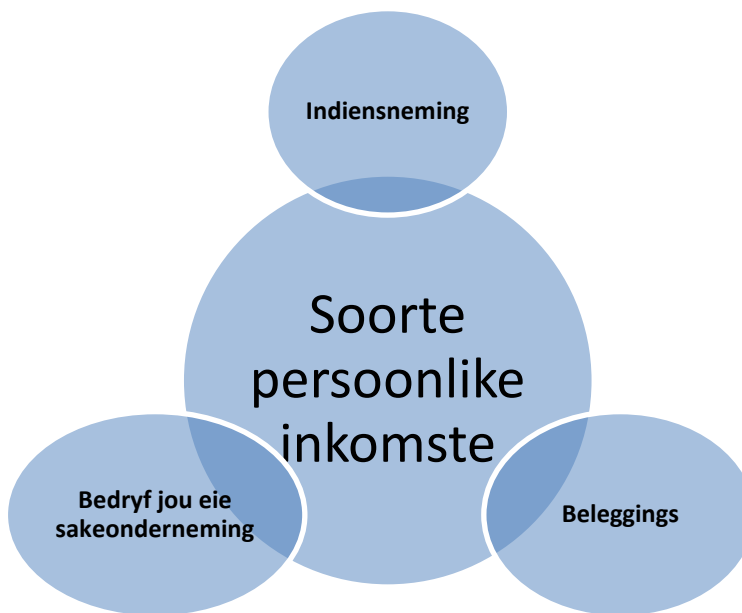 Indiensneming
Soorte
persoonlike
inkomste
Bedryf jou eie
sakeonderneming
Beleggings